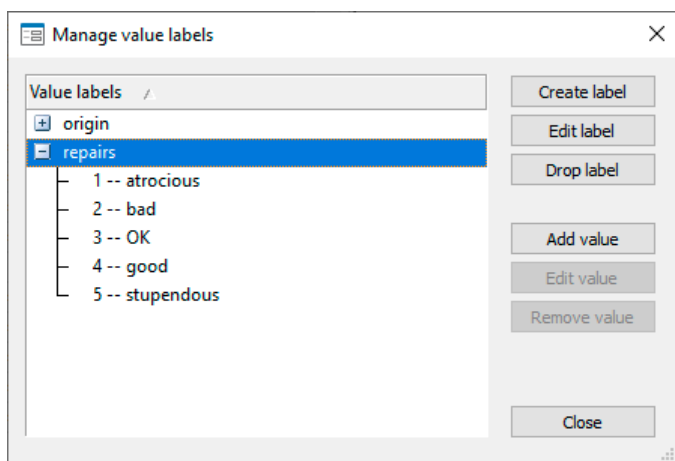 Manage value labels
Value labels
origin
repairs
1 -- atrocious
2 -- bad
3 -- OK
4 -- good
5 -- stupendous
Create label
Edit label
Drop label
Add value
Edit value
Remove value
Close